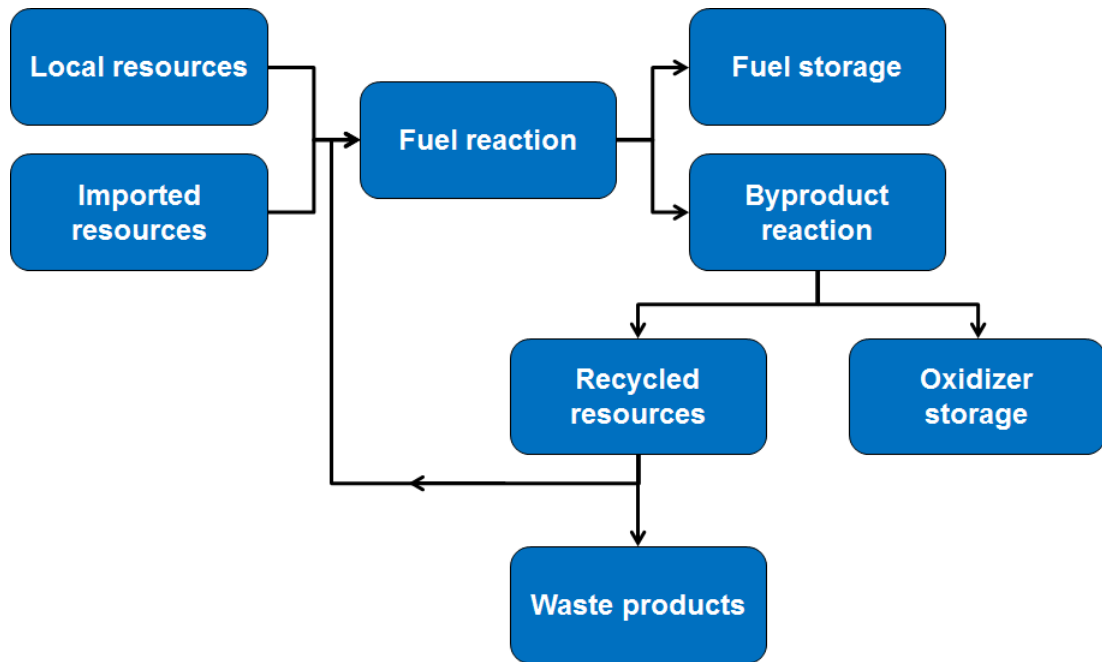 Local resources
Fuel storage
Fuel reaction
Imported
resources
Byproduct
reaction
Recycled
resources
Oxidizer
storage
Waste products